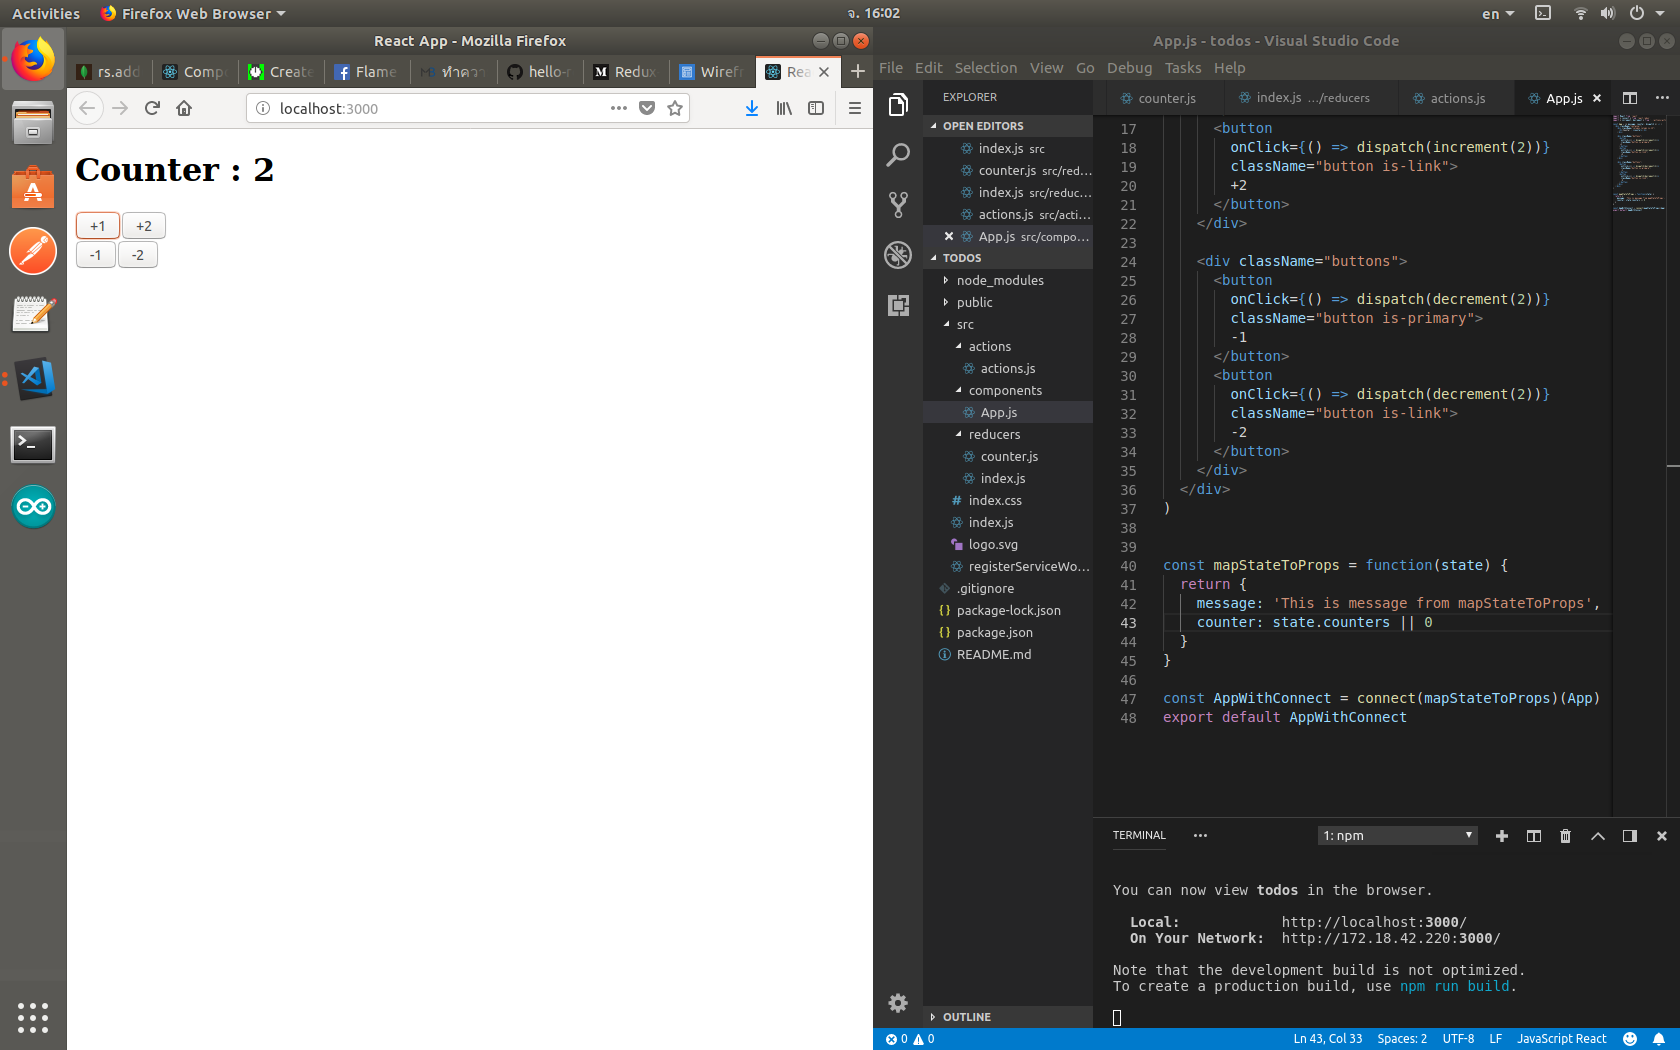 Activities
Firefox Web Browser
จ. 16:02
en
React App - Mozilla Firefox
rs.add
Comp
Create
Flame
ทำควา
hello-r
Redux
Wirefr
Rea
localhost:3000
Counter : 2
+1 +2
-1 -2
App.js - todos - Visual Studio Code
File Edit Selection View Go Debug Tasks Help
EXPLORER
OPEN EDITORS
index.js src
counter.js src/red...
index.js src/reduc...
actions.js src/acti...
App.js src/compo...
TODOS
node_modules
public
src
actions
actions.js
components
App.js
reducers
counter.js
index.js
index.css
index.js
logo.svg
registerServiceWo...
.gitignore
package-lock.json
package.json
README.md
OUTLINE
counter.js
index.js .../reducers
actions.js
App.js
17 <button
18 onClick={() => dispatch(increment(2))}
19 className="button is-link">
20 +2
21 </button>
22 </div>
23
24 <div className="buttons">
25 <button
26 onClick={() => dispatch(decrement(2))}
27 className="button is-primary">
28 -1
29 </button>
30 <button
31 onClick={() => dispatch(decrement(2))}
32 className="button is-link">
33 -2
34 </button>
35 </div>
36 </div>
37 )
38
39
40 const mapStateToProps = function(state) {
41 return {
42 message: 'This is message from mapStateToProps',
43 counter: state.counters || 0
44 }
45 }
46
47 const AppWithConnect = connect(mapStateToProps)(App)
48 export default AppWithConnect
TERMINAL
1: npm
You can now view todos in the browser.
Local: http://localhost:3000/
On Your Network: http://172.18.42.220:3000/
Note that the development build is not optimized.
To create a production build, use npm run build.
0 0
Ln 43, Col 33 Spaces: 2 UTF-8 LF JavaScript React